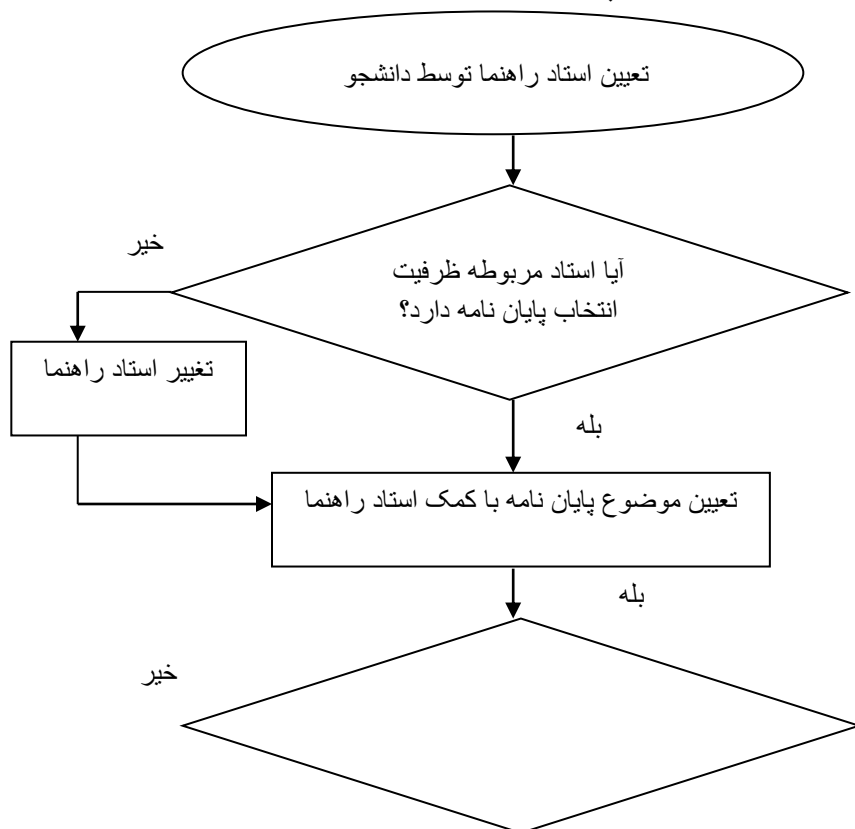 تعیین استاد راهنما توسط دانشجو
خیر
آیا استاد مربوطه ظرفیت
انتخاب پایان نامه دارد؟
تغییر استاد راهنما
بله
تعیین موضوع پایان نامه با کمک استاد راهنما
بله
خیر